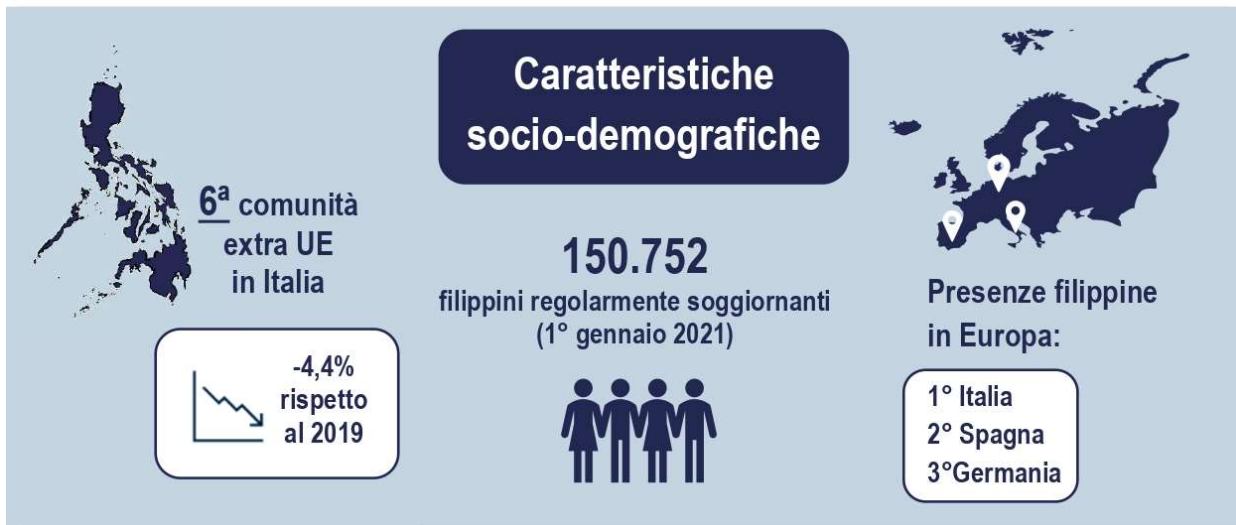 Caratteristiche
socio-demografiche
6ª comunità
extra UE
in Italia
-4,4%
rispetto
al 2019
150.752
filippini regolarmente soggiornanti
(1° gennaio 2021)
Presenze filippine
in Europa:
1° Italia
2° Spagna
3°Germania